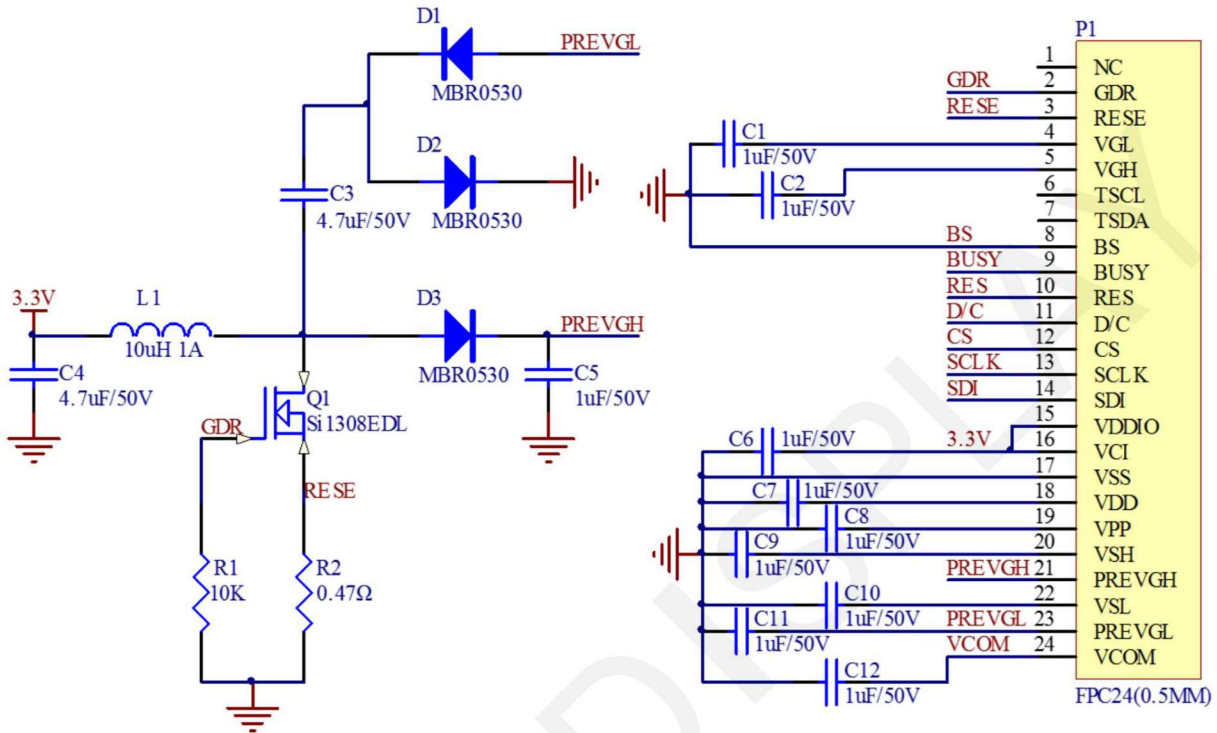 D1
PREVGL
MBR0530
D2
MBR0530
C3
4.7uF/50V
3.3V
L1
10uH 1A
D3
PREVGH
MBR0530
C4
4.7uF/50V
C5
1uF/50V
Q1
Si1308EDL
GDR
RESE
R1
10K
R2
0.47Ω
P1
1 NC
GDR 2 GDR
RESE 3 RESE
C1
1uF/50V
4 VGL
C2
1uF/50V
5 VGH
6 TSCL
7 TSDA
BS 8 BS
BUSY 9 BUSY
RES 10 RES
D/C 11 D/C
CS 12 CS
SCLK 13 SCLK
SDI 14 SDI
15 VDDIO
C6 1uF/50V 3.3V 16 VCI
17 VSS
C7 1uF/50V 18 VDD
C8
1uF/50V
19 VPP
C9
1uF/50V
20 VSH
PREVGH 21 PREVGH
C10
1uF/50V
22 VSL
C11
1uF/50V
PREVGL 23 PREVGL
VCOM 24 VCOM
C12
1uF/50V
FPC24(0.5MM)
DISPLAY